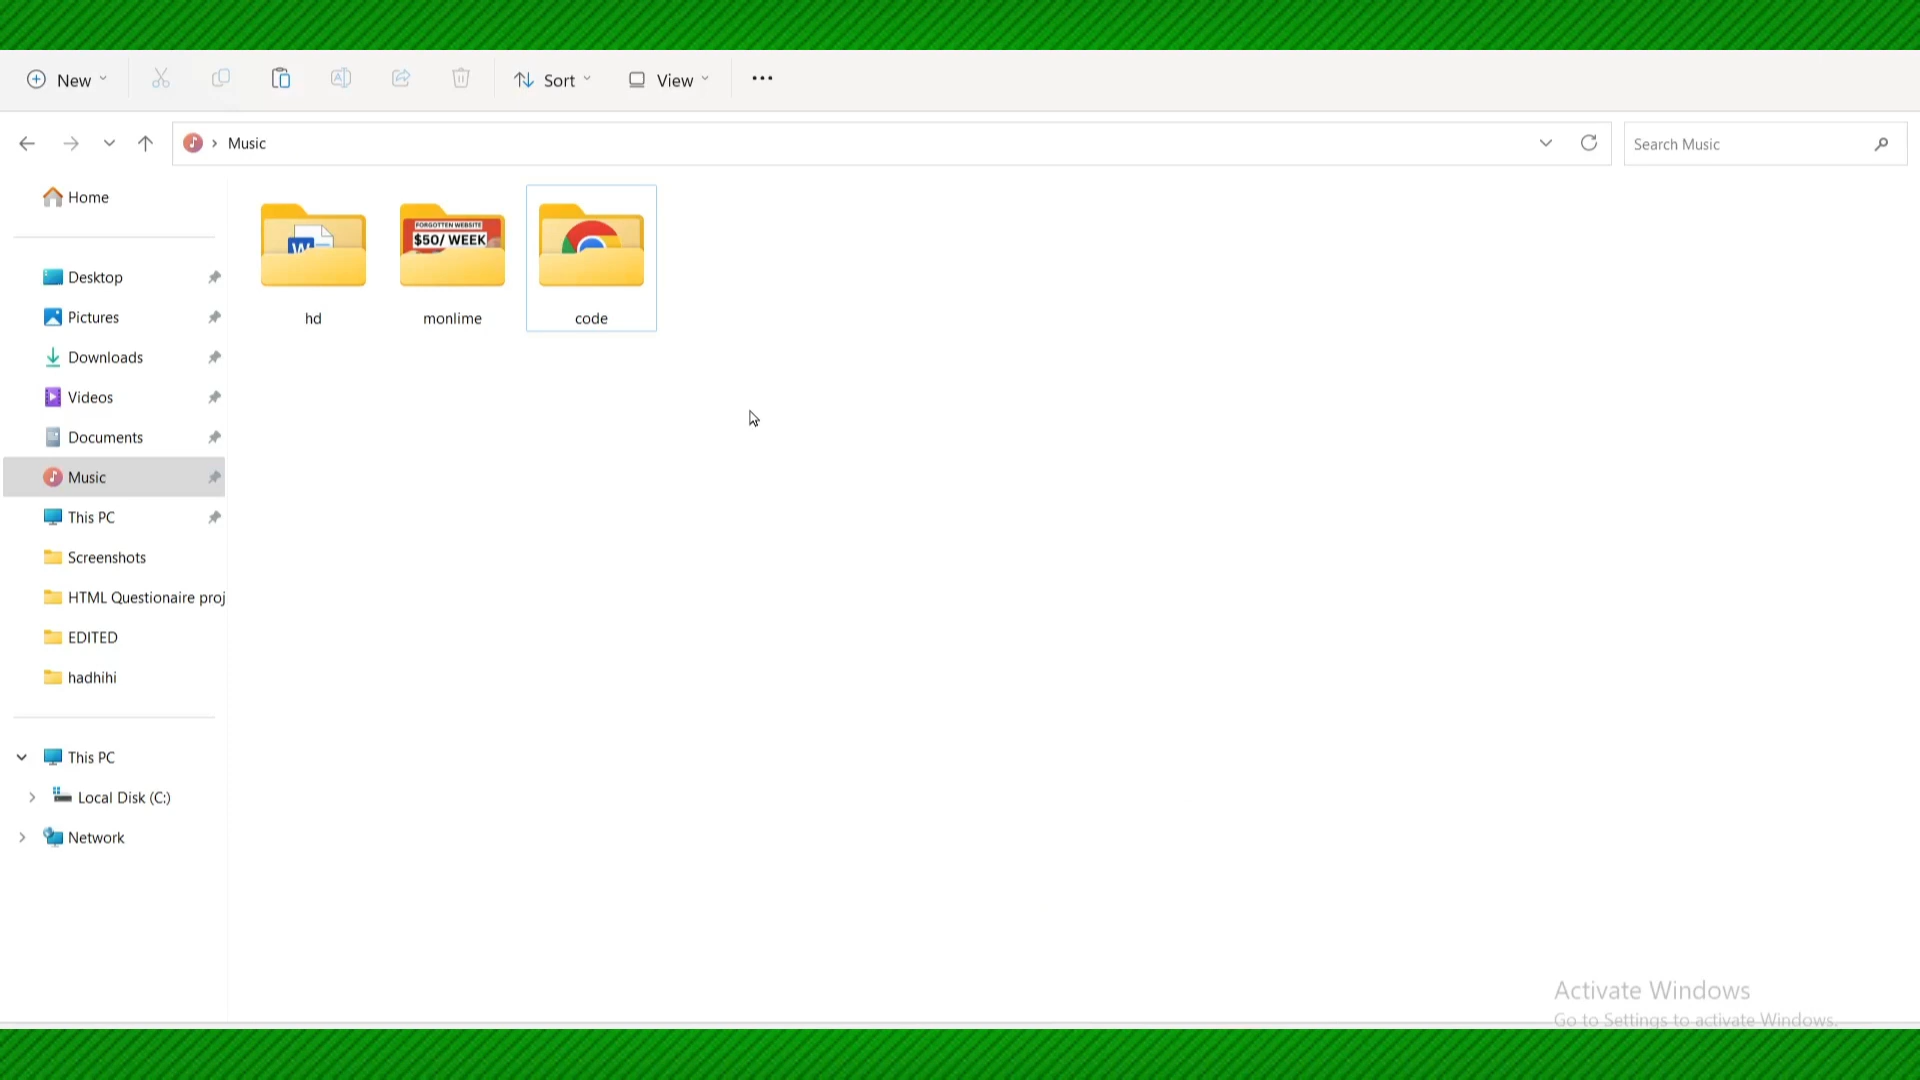 New
Sort
View
Music
Search Music
Home
Desktop
Pictures
Downloads
Videos
Documents
Music
This PC
Screenshots
HTML Questionaire proj
EDITED
hadhihi
This PC
Local Disk (C:)
Network
W
hd
FORGOTTEN WEBSITE
$50/ WEEK
monlime
code
Activate Windows
Go to Settings to activate Windows.